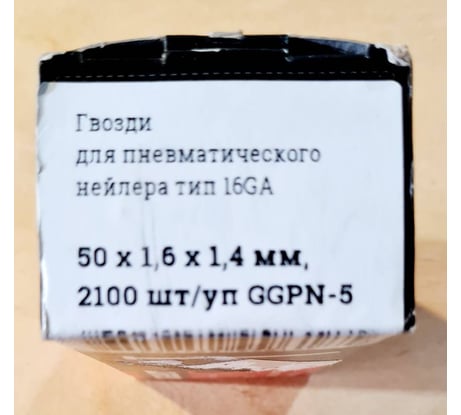 Гвозди
для пневматического
нейлера тип 16GA
50 x 1,6 x 1,4 мм,
2100 шт/уп GGPN-5